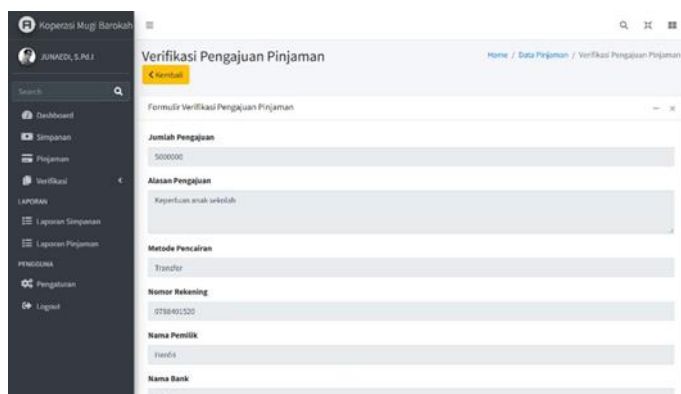 Koperasi Mugi Barokah
JUNAEDI, S.Pd.I
Search
Dashboard
Simpanan
Pinjaman
Verifikasi
LAPORAN
Laporan Simpanan
Laporan Pinjaman
PENGGUNA
Pengaturan
Logout
Verifikasi Pengajuan Pinjaman
Home / Data Pinjaman / Verifikasi Pengajuan Pinjaman
Kembali
Formulir Verifikasi Pengajuan Pinjaman
Jumlah Pengajuan
5000000
Alasan Pengajuan
Keperluan anak sekolah
Metode Pencairan
Transfer
Nomor Rekening
0788401520
Nama Pemilik
Hendri
Nama Bank